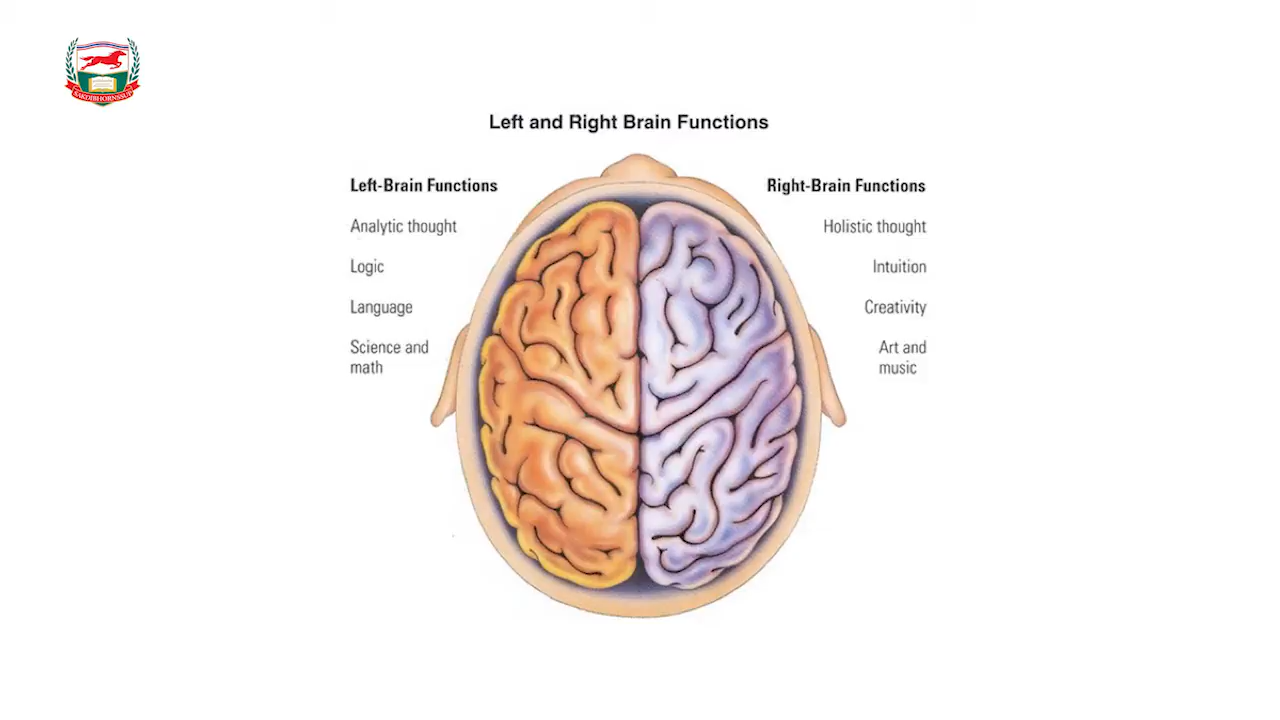 SAKDIBHORNSSUP
Left and Right Brain Functions
Left-Brain Functions
Analytic thought
Logic
Language
Science and
math
Right-Brain Functions
Holistic thought
Intuition
Creativity
Art and
music